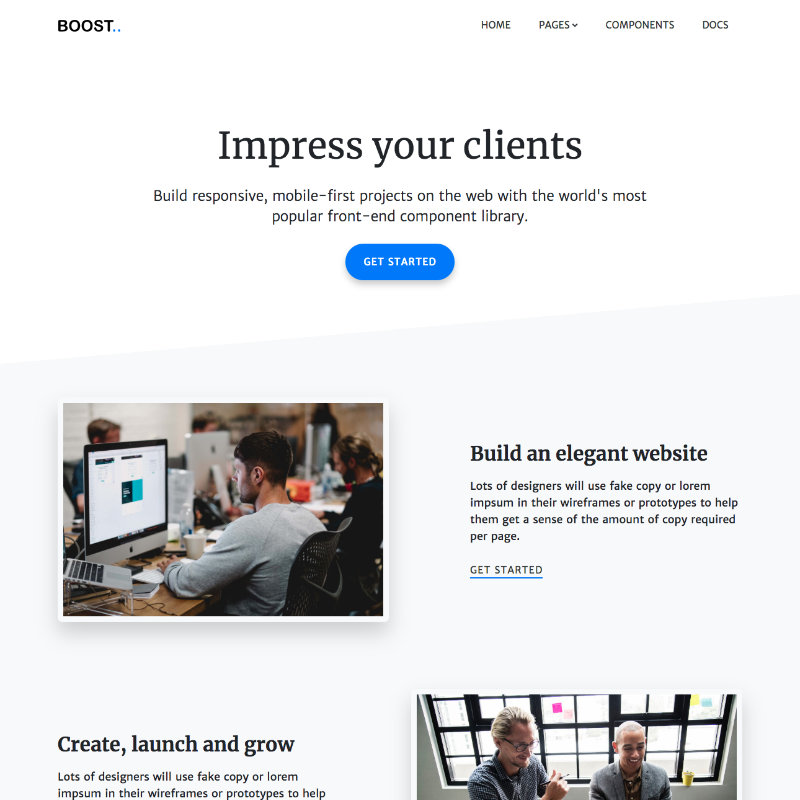 BOOST..
HOME PAGES COMPONENTS DOCS
Impress your clients
Build responsive, mobile-first projects on the web with the world's most
popular front-end component library.
GET STARTED
Build an elegant website
Lots of designers will use fake copy or lorem
impsum in their wireframes or prototypes to help
them get a sense of the amount of copy required
per page.
GET STARTED
Create, launch and grow
Lots of designers will use fake copy or lorem
impsum in their wireframes or prototypes to help